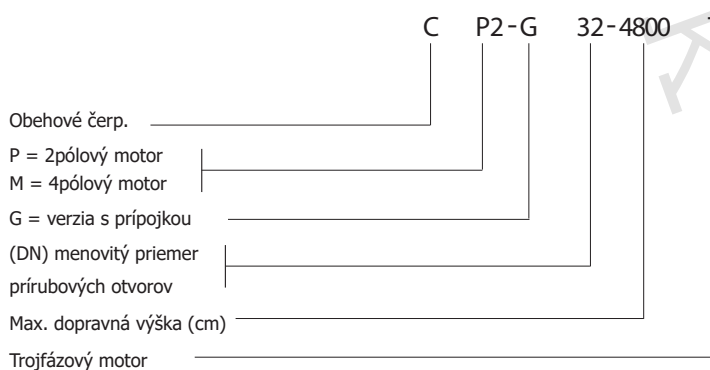 C P2-G 32-4800
Obehové čerp.
P = 2pólový motor
M = 4pólový motor
G = verzia s prípojkou
(DN) menovitý priemer
prírubových otvorov
Max. dopravná výška (cm)
Trojfázový motor